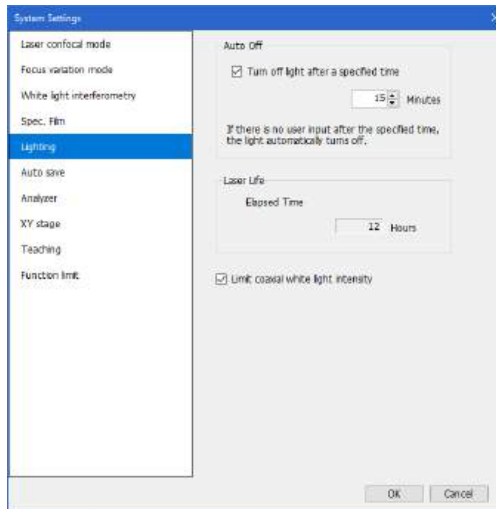 System Settings
Laser confocal mode
Focus variation mode
White light interferometry
Spec. Film
Lighting
Auto save
Analyzer
XY stage
Teaching
Function limit
Auto Off
Turn off light after a specified time
15 Minutes
If there is no user input after the specified time,
the light automatically turns off.
Laser Life
Elapsed Time
12 Hours
Limit coaxial white light intensity
OK Cancel